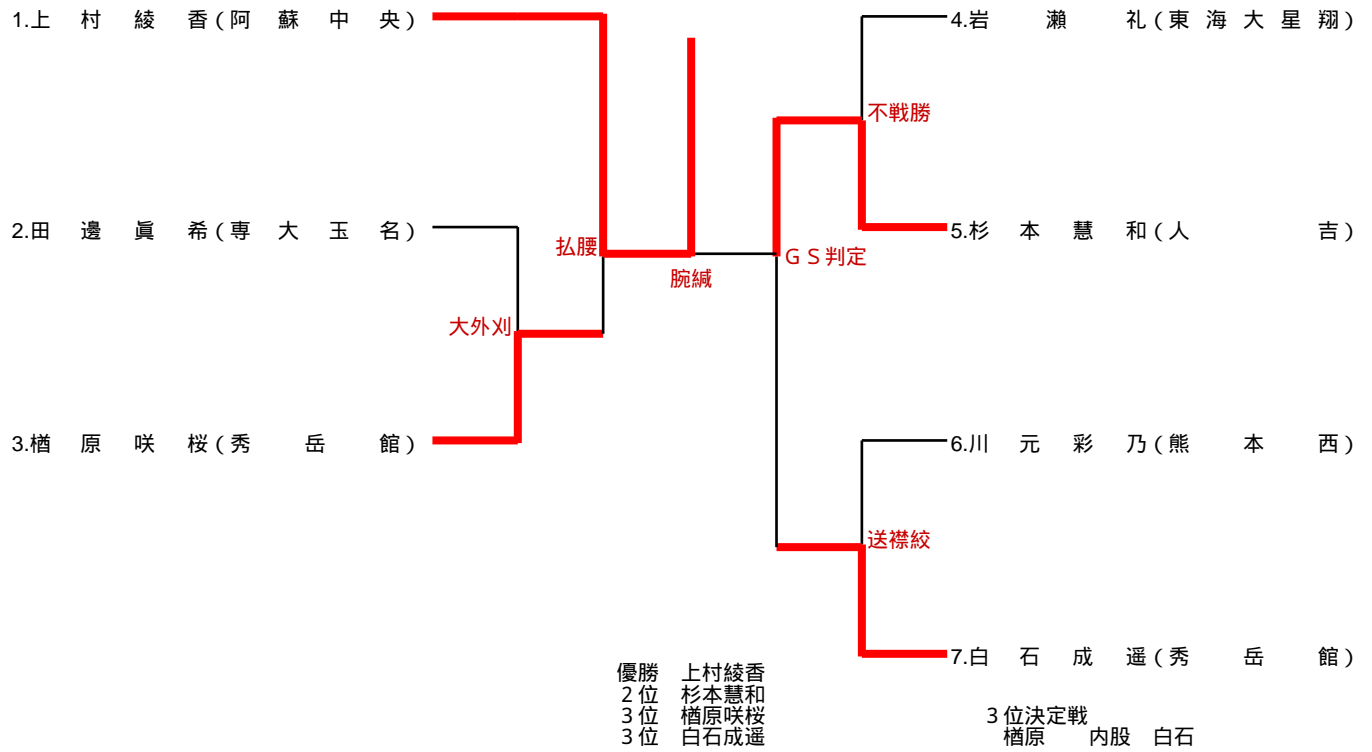 1.上村綾香(阿蘇中央)
4.岩瀬礼(東海大星翔)
不戦勝
2.田邊眞希(専大玉名)
5.杉本慧和(人吉)
払腰
GS判定
腕緘
大外刈
3.楢原咲桜(秀岳館)
6.川元彩乃(熊本西)
送襟絞
7.白石成遥(秀岳館)
優勝 上村綾香
2位 杉本慧和
3位 楢原咲桜
3位 白石成遥
3位決定戦
楢原 内股 白石